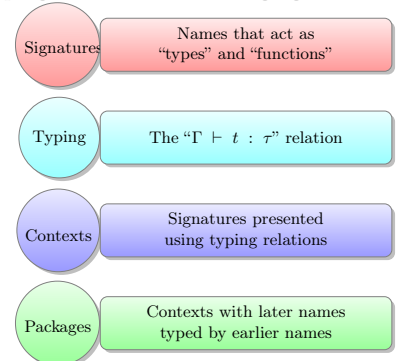 Signatures
Names that act as
“types” and “functions”
Typing
The “Γ ⊢ t : τ” relation
Contexts
Signatures presented
using typing relations
Packages
Contexts with later names
typed by earlier names